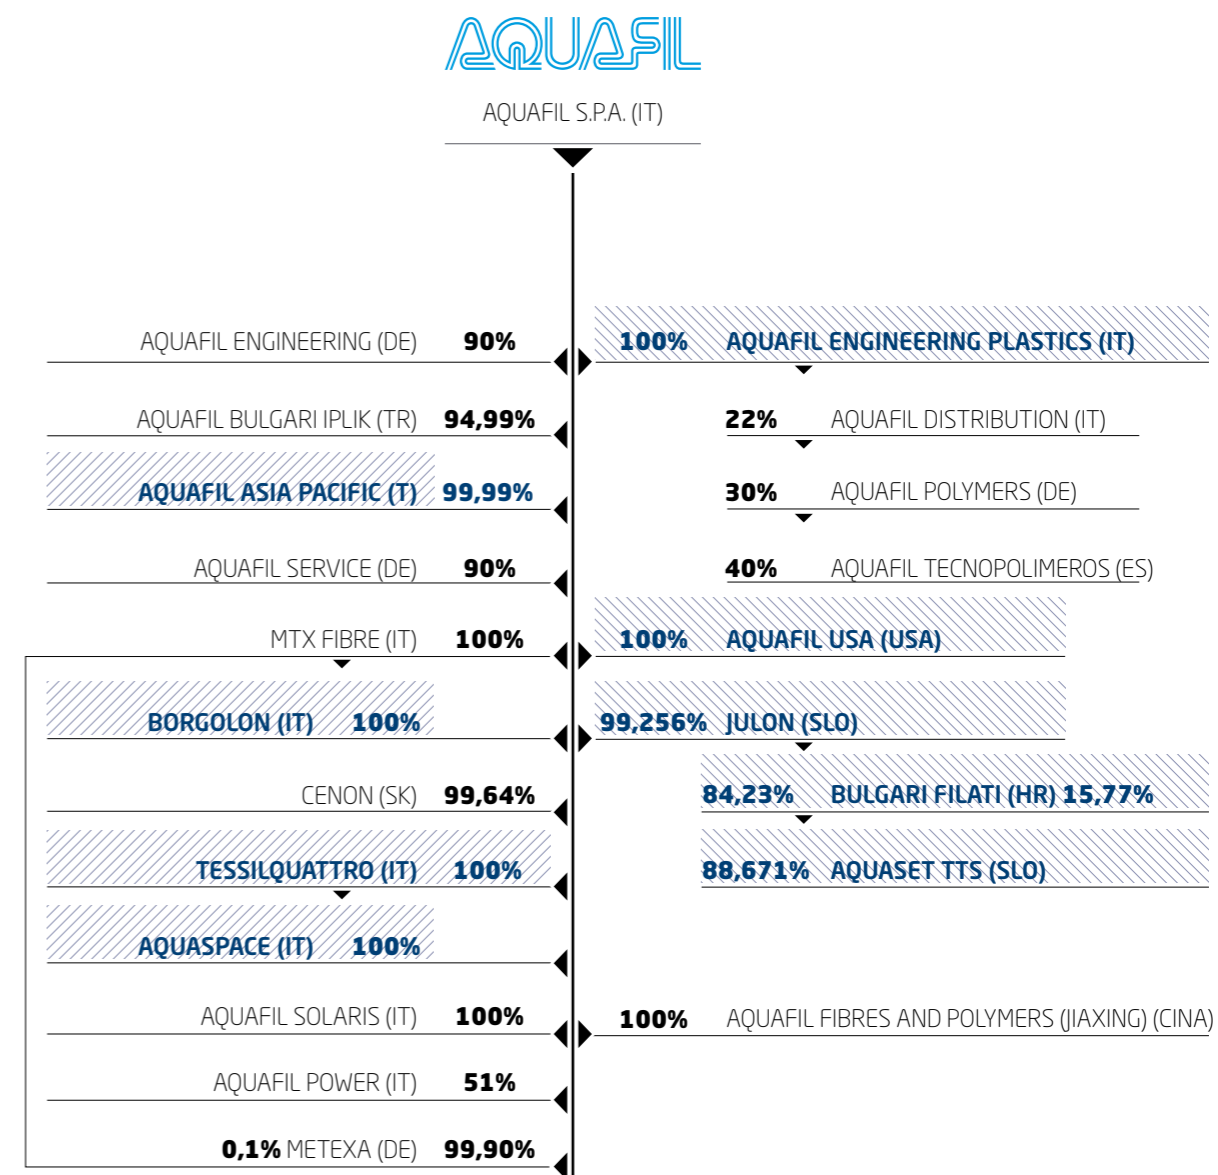 AQUAFIL
AQUAFIL S.P.A. (IT)
AQUAFIL ENGINEERING (DE) 90%
100% AQUAFIL ENGINEERING PLASTICS (IT)
AQUAFIL BULGARI IPLIK (TR) 94,99%
22% AQUAFIL DISTRIBUTION (IT)
AQUAFIL ASIA PACIFIC (T) 99,99%
30% AQUAFIL POLYMERS (DE)
AQUAFIL SERVICE (DE) 90%
40% AQUAFIL TECNOPOLIMEROS (ES)
MTX FIBRE (IT) 100%
100% AQUAFIL USA (USA)
BORGOLON (IT) 100%
99,256% JULON (SLO)
CENON (SK) 99,64%
84,23% BULGARI FILATI (HR) 15,77%
TESSILQUATTRO (IT) 100%
88,671% AQUASET TTS (SLO)
AQUASPACE (IT) 100%
AQUAFIL SOLARIS (IT) 100%
100% AQUAFIL FIBRES AND POLYMERS (JIAXING) (CINA)
AQUAFIL POWER (IT) 51%
0,1% METEXA (DE) 99,90%